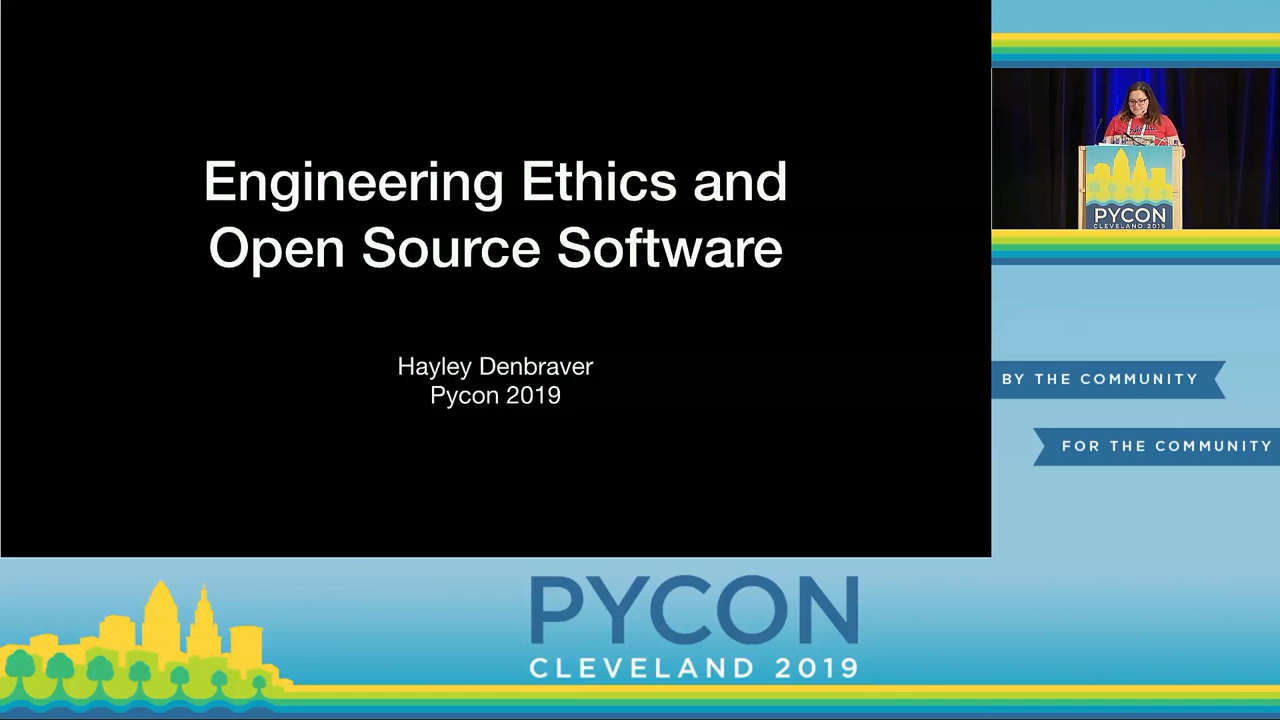 Engineering Ethics and
Open Source Software
Hayley Denbraver
Pycon 2019
PYCON
CLEVELAND 2019
BY THE COMMUNITY
FOR THE COMMUNITY
PYCON
CLEVELAND 2019